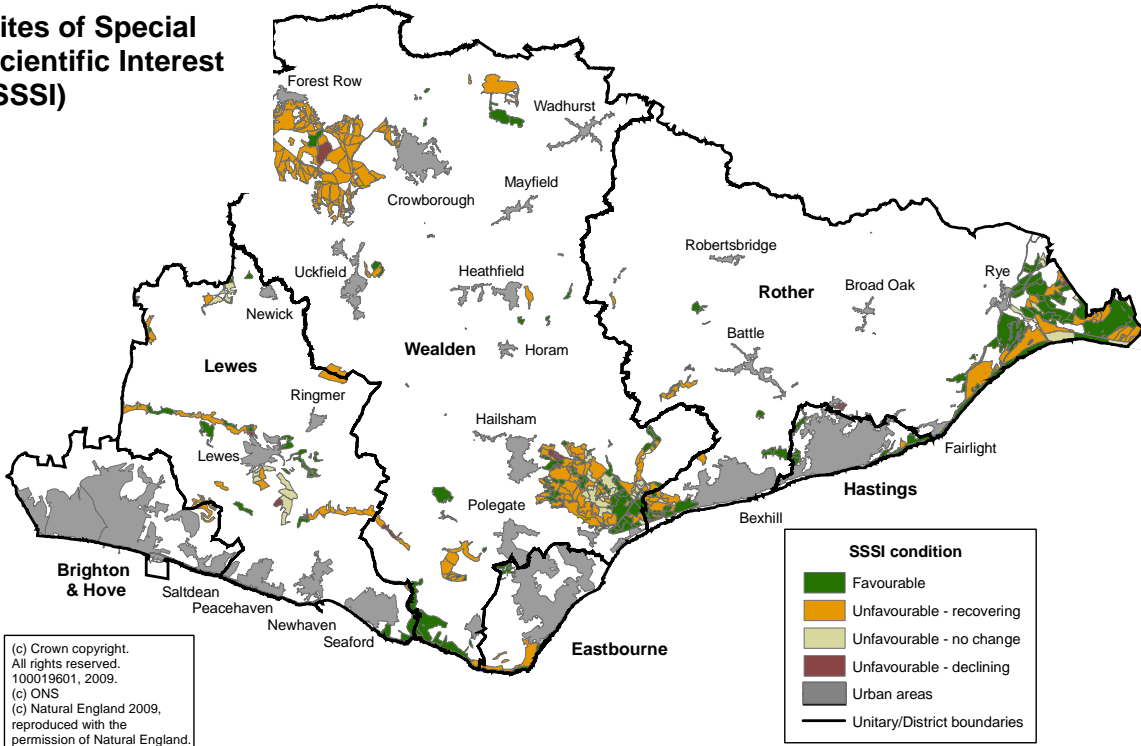 ites of Special
cientific Interest
SSSI)
Forest Row
Wadhurst
Crowborough
Mayfield
Robertsbridge
Uckfield
Heathfield
Rother
Broad Oak
Rye
Newick
Wealden
Horam
Battle
Lewes
Ringmer
Hailsham
Lewes
Fairlight
Polegate
Hastings
Bexhill
Brighton
& Hove
Saltdean
Peacehaven
Newhaven
Seaford
Eastbourne
SSSI condition
Favourable
Unfavourable - recovering
Unfavourable - no change
Unfavourable - declining
Urban areas
Unitary/District boundaries
(c) Crown copyright.
All rights reserved.
100019601, 2009.
(c) ONS
(c) Natural England 2009,
reproduced with the
permission of Natural England.